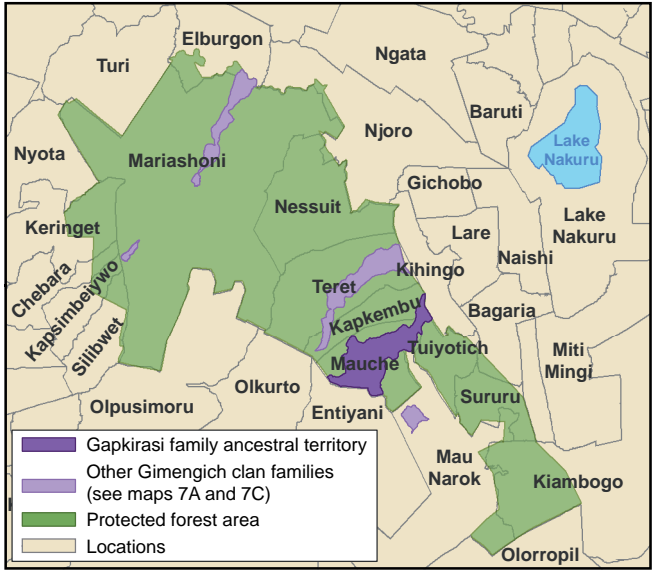 Elburgon
Turi
Ngata
Baruti
Njoro
Lake
Nakuru
Nyota
Mariashoni
Gichobo
Nessuit
Keringet
Lare
Lake
Nakuru
Naishi
Chebara
Kapsimbeiywo
Silibwet
Teret
Kihingo
Kapkembu
Bagaria
Tuiyotich
Miti
Mingi
Mauche
Olkurto
Sururu
Olpusimoru
Entiyani
Mau
Narok
Kiambogo
Olorropil
Gapkirasi family ancestral territory
Other Gimengich clan families
(see maps 7A and 7C)
Protected forest area
Locations